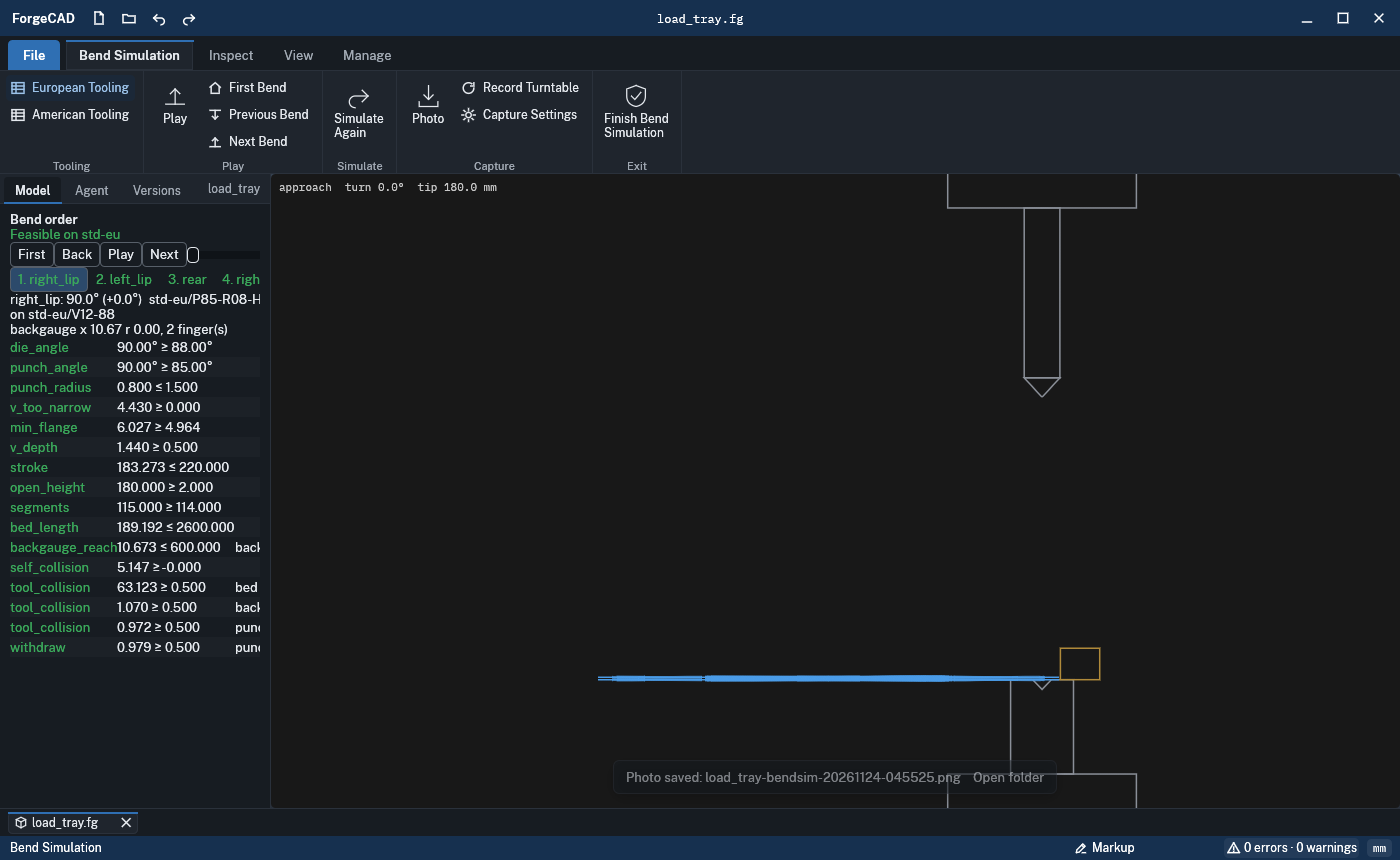 ForgeCAD
load_tray.fg
File
Bend Simulation
Inspect
View
Manage
European Tooling
American Tooling
Tooling
Play
First Bend
Previous Bend
Next Bend
Play
Simulate Again
Simulate
Photo
Record Turntable
Capture Settings
Capture
Finish Bend Simulation
Exit
Model
Agent
Versions
load_tray
approach turn 0.0° tip 180.0 mm
Bend order
Feasible on std-eu
First
Back
Play
Next
1. right_lip
2. left_lip
3. rear
4. righ
right_lip: 90.0° (+0.0°) std-eu/P85-R08-H
on std-eu/V12-88
backgauge x 10.67 r 0.00, 2 finger(s)
die_angle 90.00° ≥ 88.00°
punch_angle 90.00° ≥ 85.00°
punch_radius 0.800 ≤ 1.500
v_too_narrow 4.430 ≥ 0.000
min_flange 6.027 ≥ 4.964
v_depth 1.440 ≥ 0.500
stroke 183.273 ≤ 220.000
open_height 180.000 ≥ 2.000
segments 115.000 ≥ 114.000
bed_length 189.192 ≤ 2600.000
backgauge_reach 10.673 ≤ 600.000 back
self_collision 5.147 ≥ -0.000
tool_collision 63.123 ≥ 0.500 bed
tool_collision 1.070 ≥ 0.500 back
tool_collision 0.972 ≥ 0.500 pun
withdraw 0.979 ≥ 0.500 pun
Photo saved: load_tray-bendsim-20261124-045525.png Open folder
load_tray.fg
Bend Simulation
Markup
0 errors · 0 warnings
mm